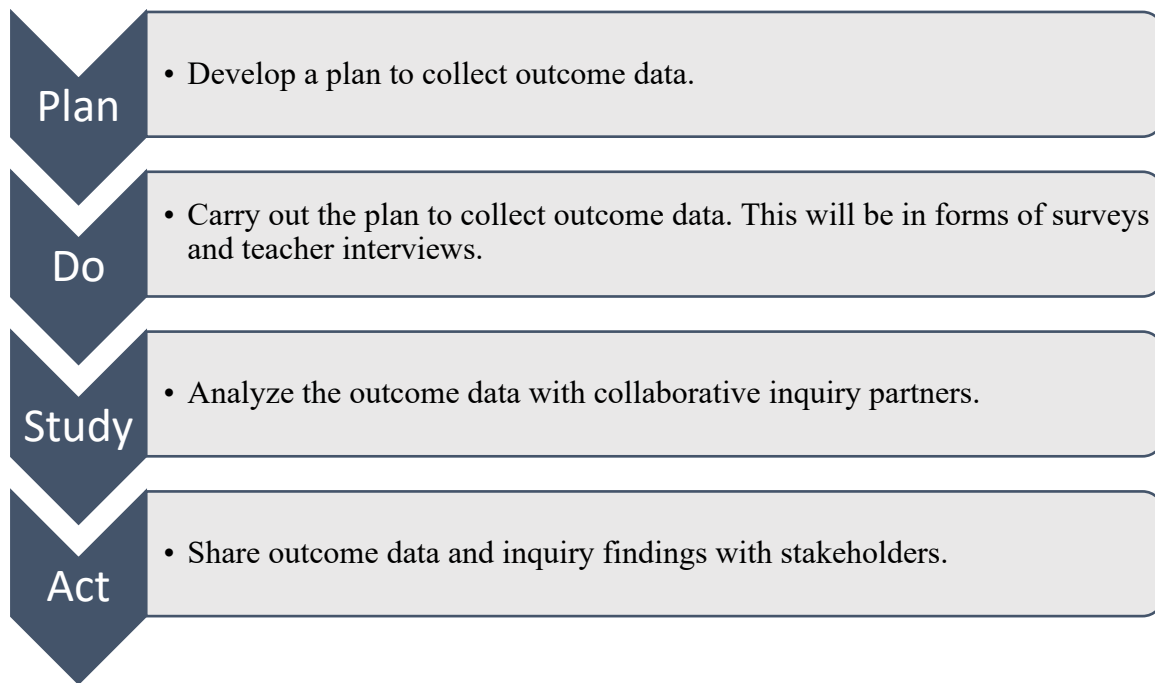 Plan
• Develop a plan to collect outcome data.
Do
• Carry out the plan to collect outcome data. This will be in forms of surveys
and teacher interviews.
Study
• Analyze the outcome data with collaborative inquiry partners.
Act
• Share outcome data and inquiry findings with stakeholders.